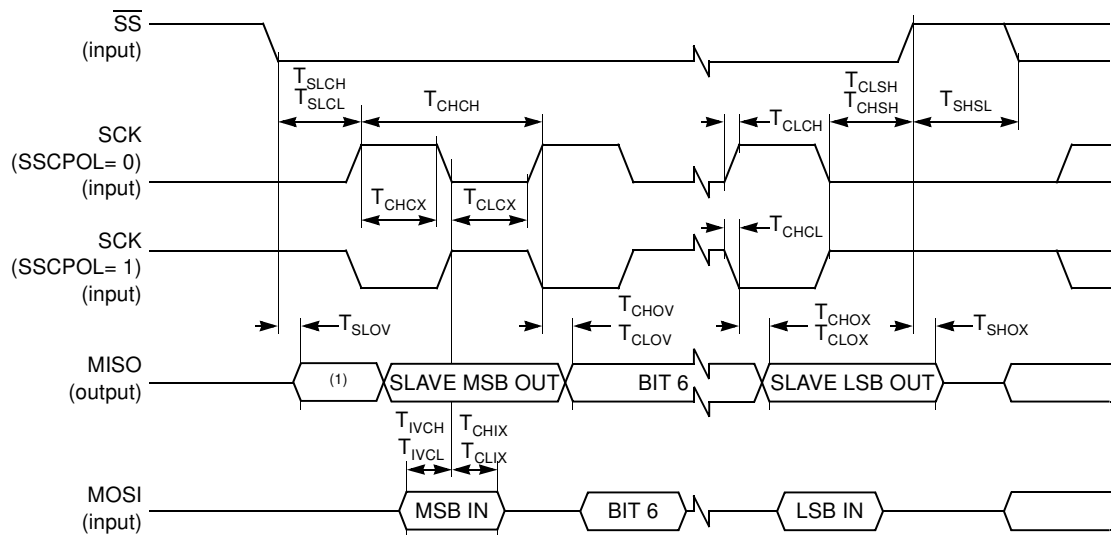 SS
(input)
T_SLCH
T_SLCL
T_CHCH
T_CLCH
T_CLSH
T_CHSH
T_SHSL
SCK
(SSCPOL= 0)
(input)
T_CHCX
T_CLCX
T_CHCL
SCK
(SSCPOL= 1)
(input)
T_SLOV
T_CHOV
T_CLOV
T_CHOX
T_CLOX
T_SHOX
MISO
(output)
(1)
SLAVE MSB OUT
BIT 6
SLAVE LSB OUT
T_IVCH
T_IVCL
T_CHIX
T_CLIX
MOSI
(input)
MSB IN
BIT 6
LSB IN